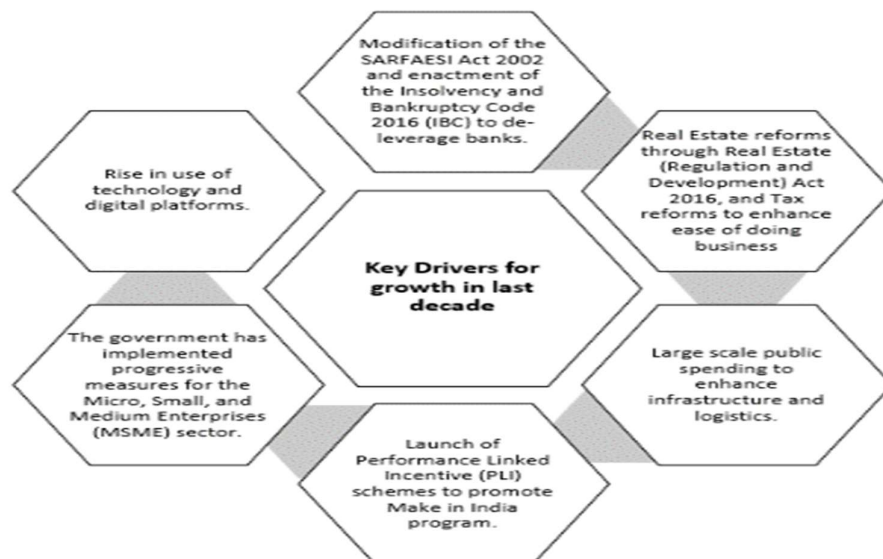 Modification of the
SARFAESI Act 2002
and enactment of
the Insolvency and
Bankruptcy Code
2016 (IBC) to de-
leverage banks.
Real Estate reforms
through Real Estate
(Regulation and
Development) Act
2016, and Tax
reforms to enhance
ease of doing
business
Large scale public
spending to
enhance
infrastructure and
logistics.
Launch of
Performance Linked
Incentive (PLI)
schemes to promote
Make in India
program.
The government has
implemented
progressive
measures for the
Micro, Small, and
Medium Enterprises
(MSME) sector.
Rise in use of
technology and
digital platforms.
Key Drivers for
growth in last
decade